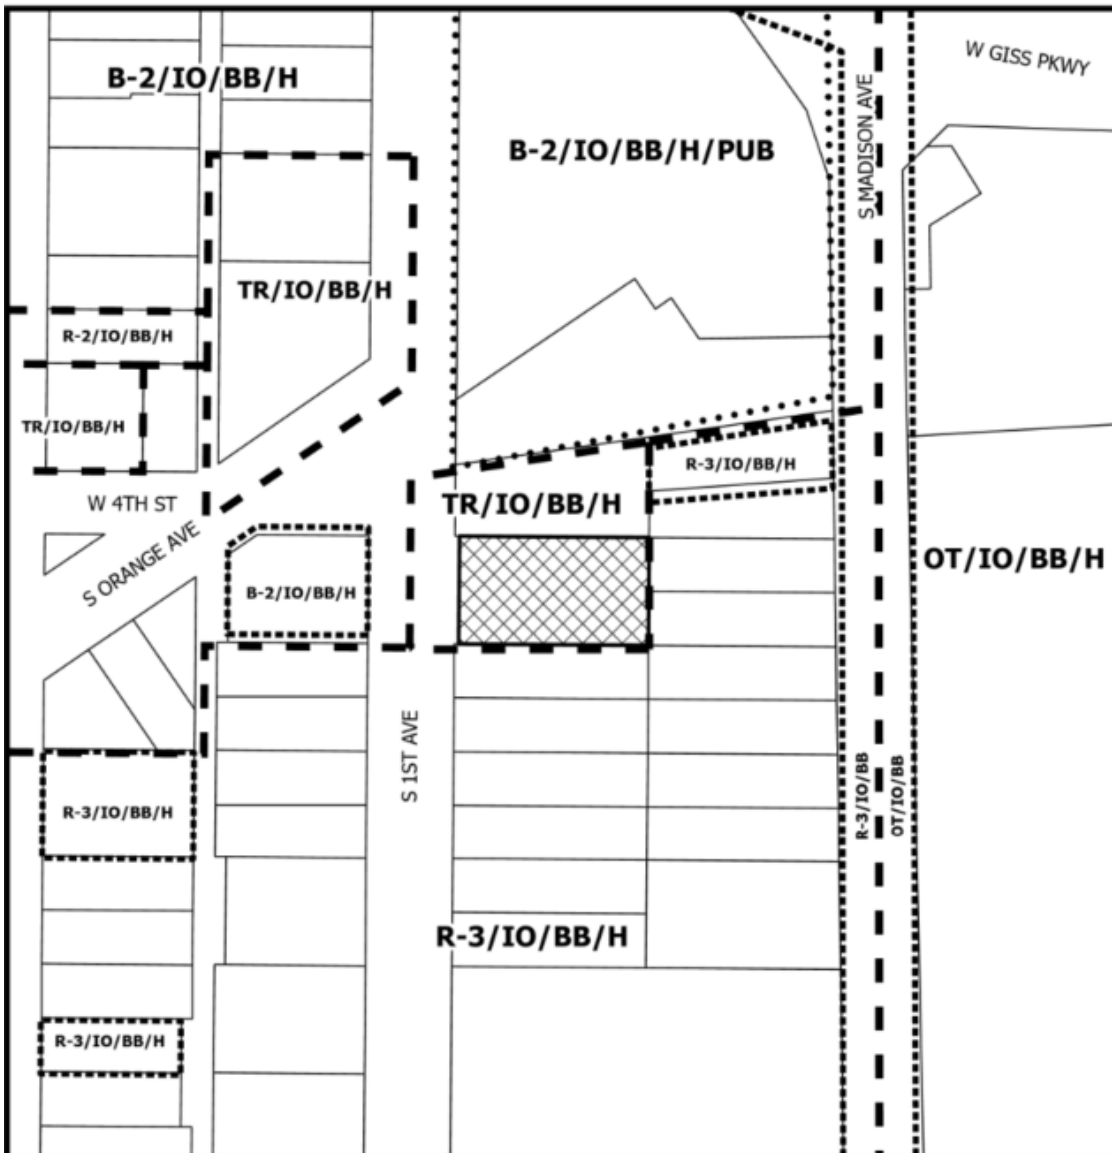 W GISS PKWY
B-2/IO/BB/H
S MADISON AVE
B-2/IO/BB/H/PUB
TR/IO/BB/H
R-2/IO/BB/H
TR/IO/BB/H
R-3/IO/BB/H
W 4TH ST
TR/IO/BB/H
S ORANGE AVE
OT/IO/BB/H
B-2/IO/BB/H
S 1ST AVE
R-3/IO/BB
OT/IO/BB
R-3/IO/BB/H
R-3/IO/BB/H
R-3/IO/BB/H